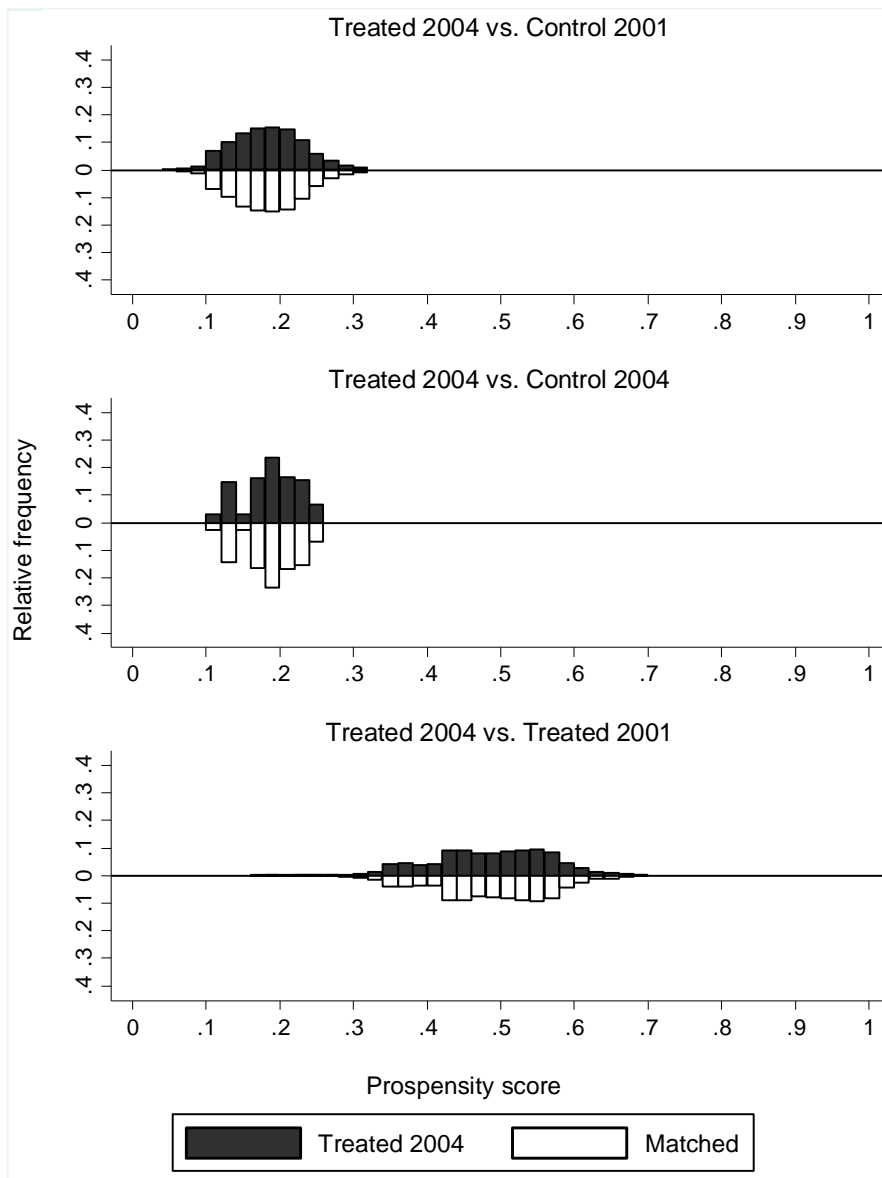 Treated 2004 vs. Control 2001
.4 .3 .2 .1 0 .1 .2 .3 .4
0 .1 .2 .3 .4 .5 .6 .7 .8 .9 1
Treated 2004 vs. Control 2004
.4 .3 .2 .1 0 .1 .2 .3 .4
0 .1 .2 .3 .4 .5 .6 .7 .8 .9 1
Relative frequency
Treated 2004 vs. Treated 2001
.4 .3 .2 .1 0 .1 .2 .3 .4
0 .1 .2 .3 .4 .5 .6 .7 .8 .9 1
Prospensity score
Treated 2004 Matched